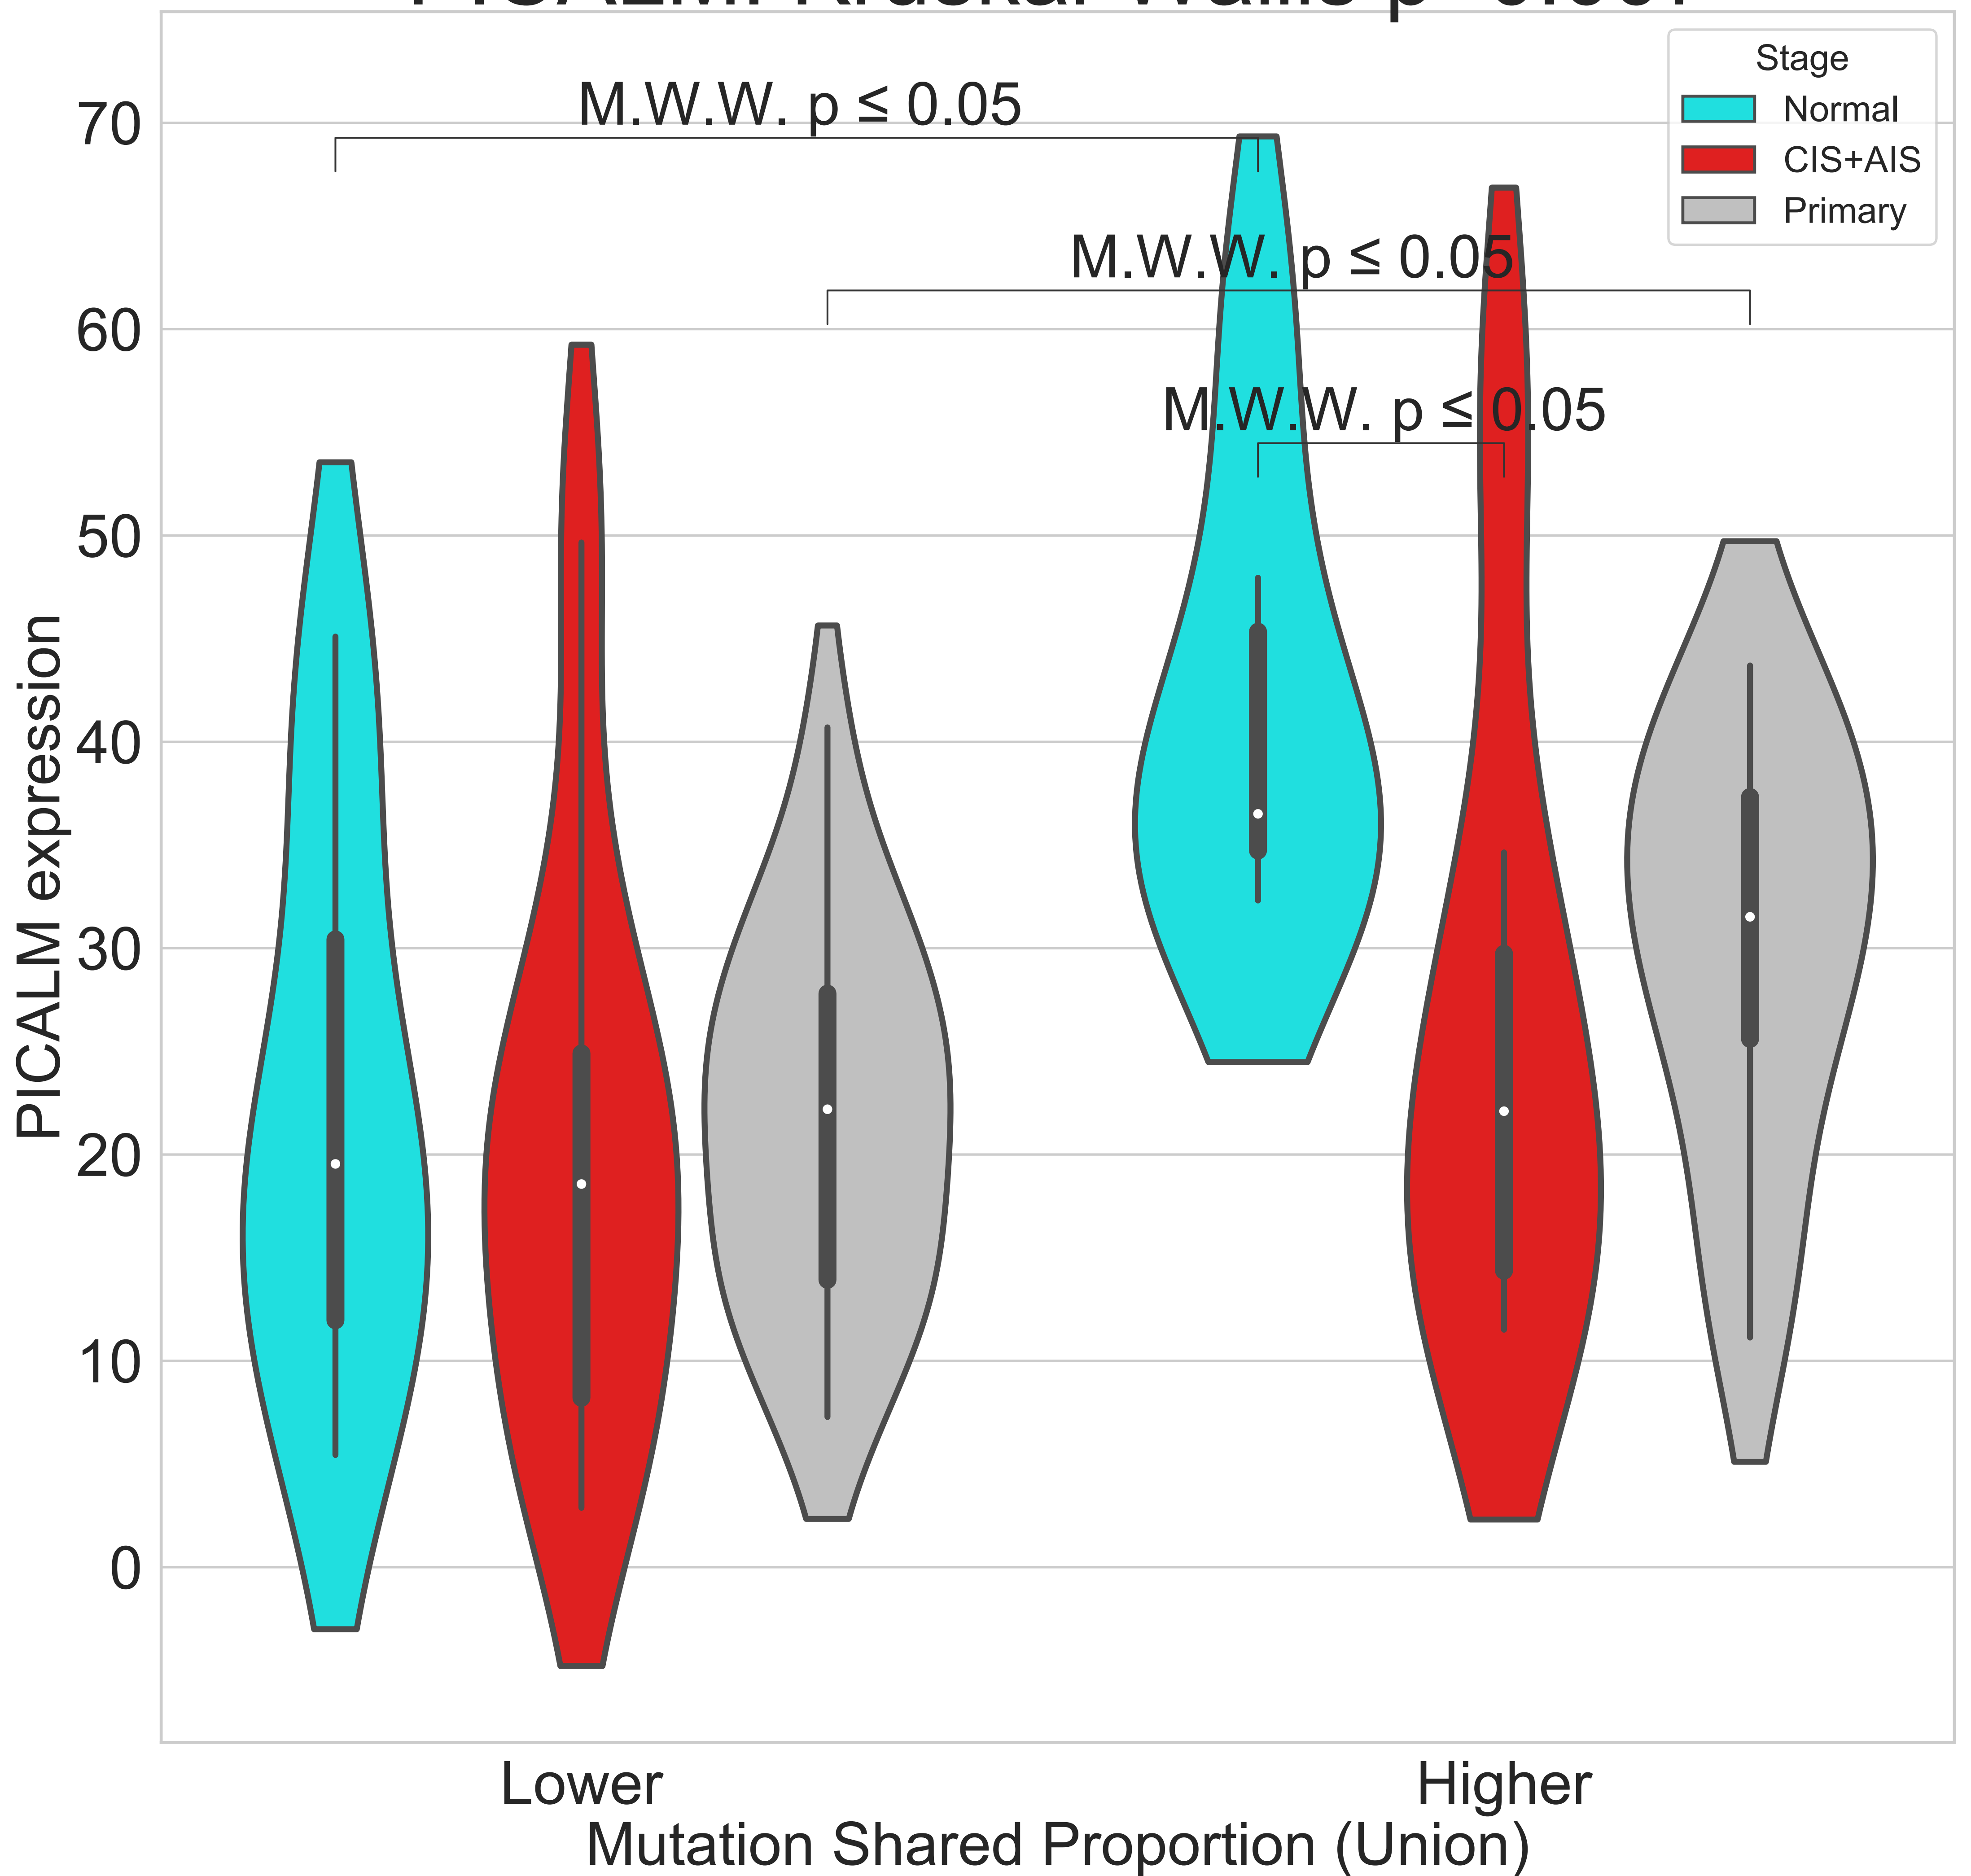 M.W.W. p ≤ 0.05
M.W.W. p ≤ 0.05
M.W.W. p ≤ 0.05
Stage
Normal
CIS+AIS
Primary
70
60
50
40
30
20
10
0
PICALM expression
Lower
Higher
Mutation Shared Proportion (Union)